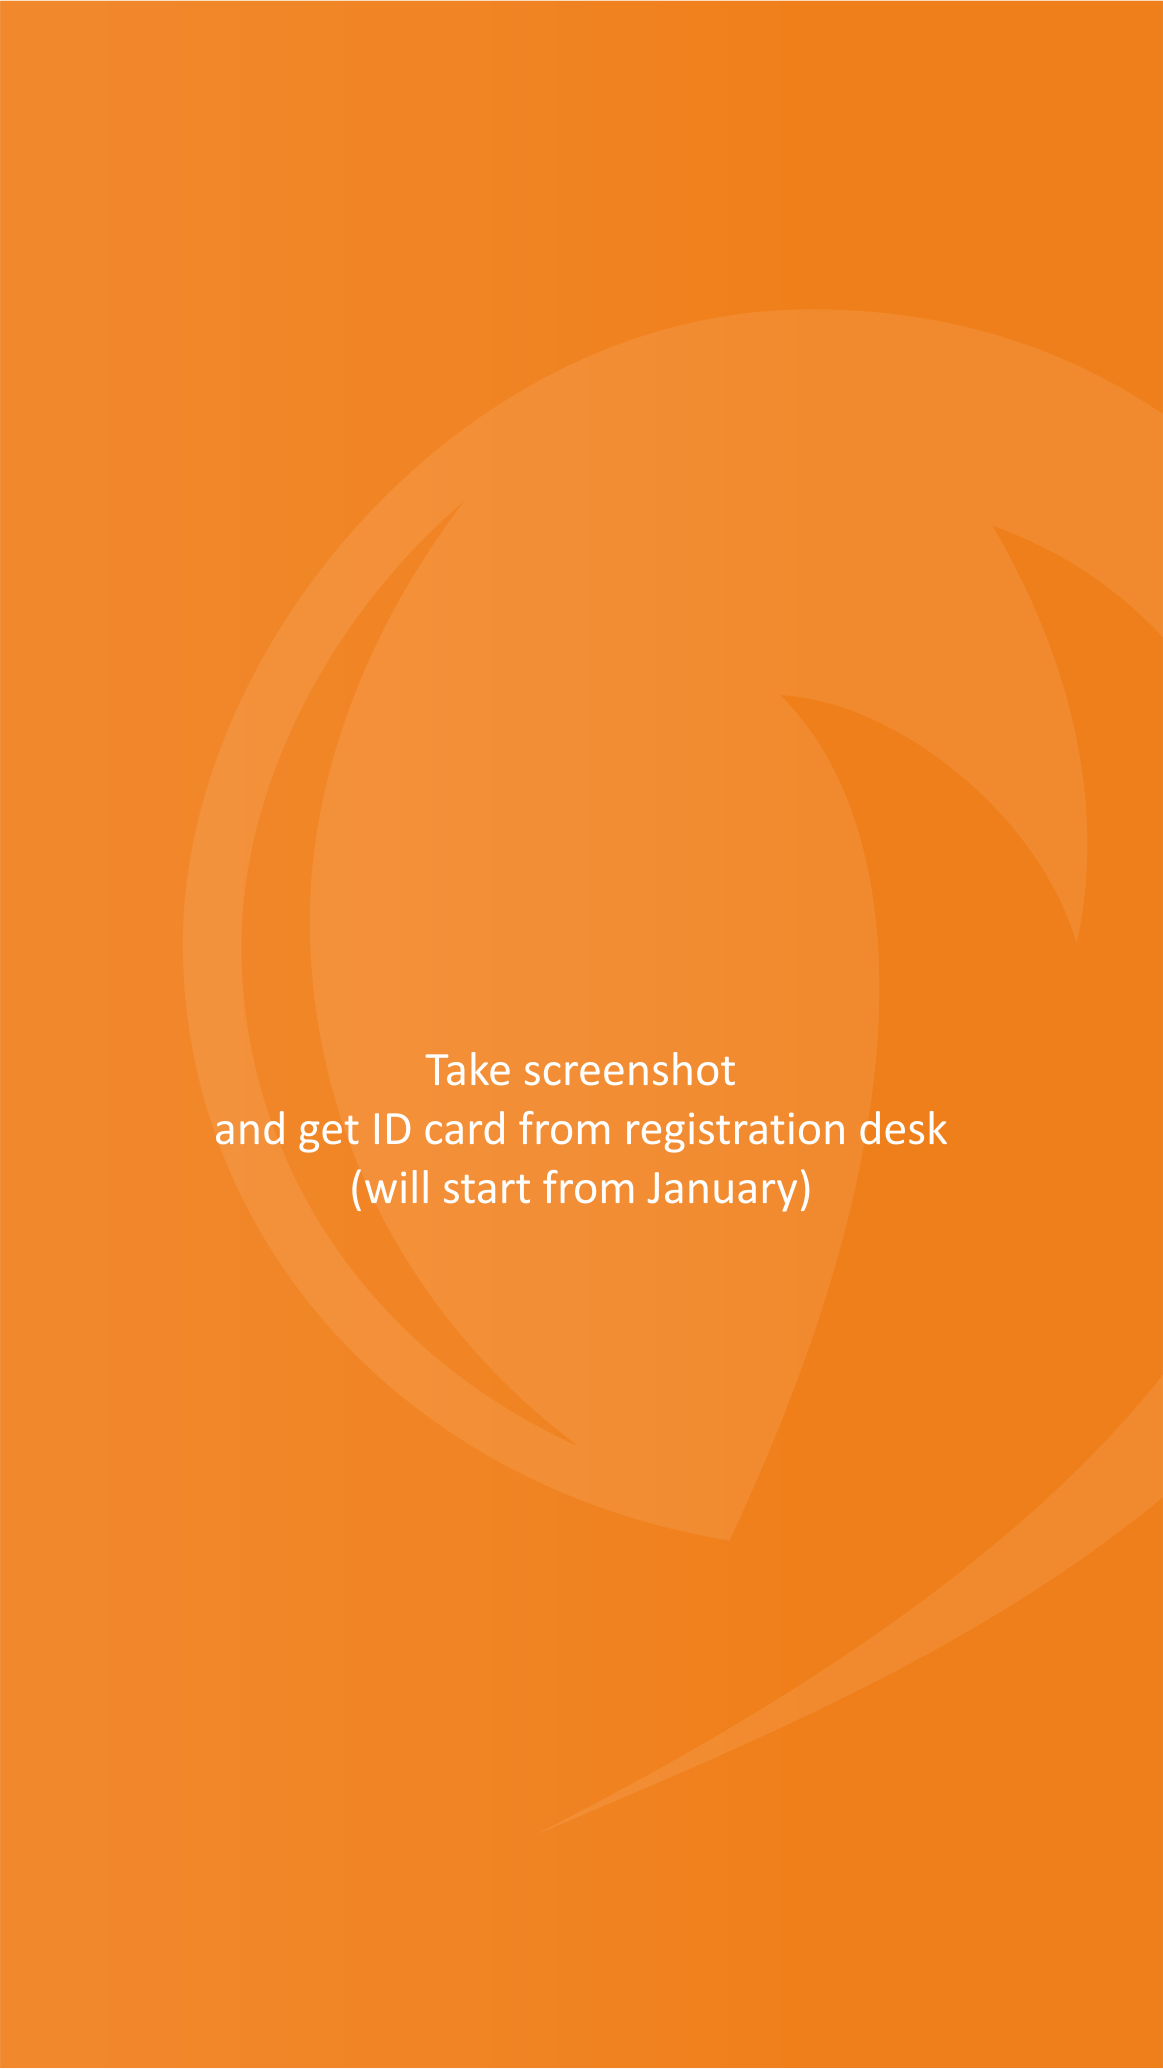 Take screenshot
and get ID card from registration desk
(will start from January)